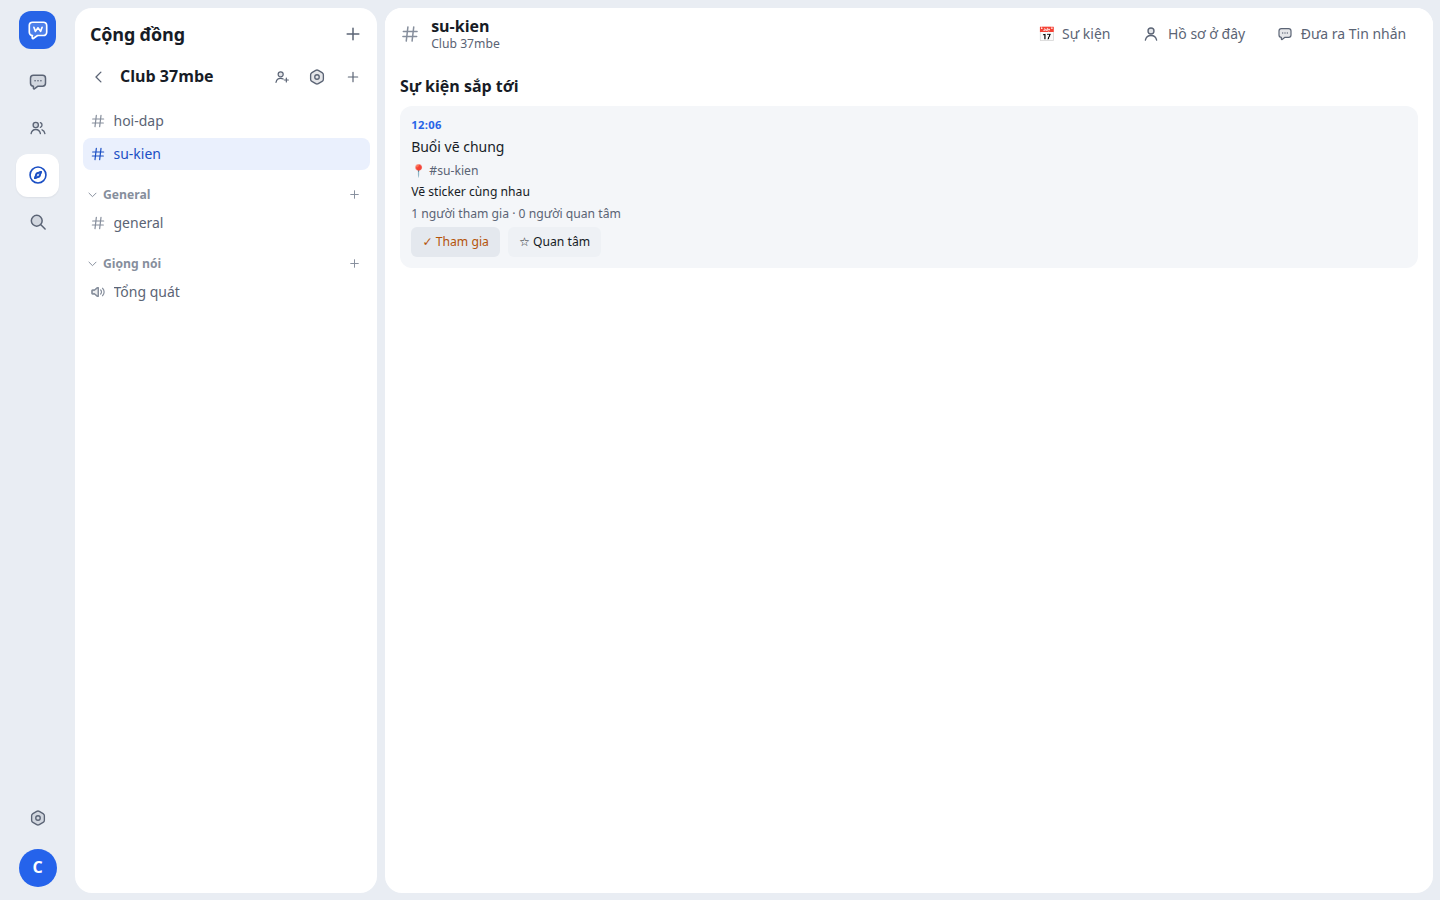 Cộng đồng
Club 37mbe
# hoi-dap
# su-kien
General
# general
Giọng nói
Tổng quát
C
# su-kien
Club 37mbe
Sự kiện
Hồ sơ ở đây
Đưa ra Tin nhắn
Sự kiện sắp tới
12:06
Buổi vẽ chung
📍 #su-kien
Vẽ sticker cùng nhau
1 người tham gia · 0 người quan tâm
✓ Tham gia
☆ Quan tâm